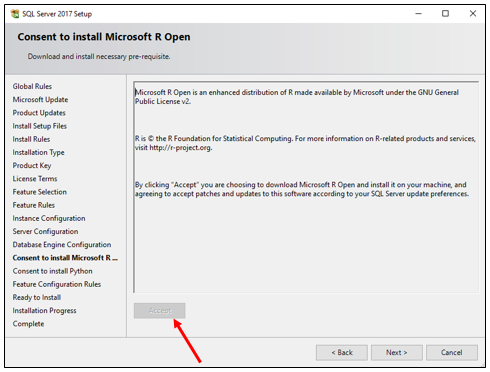 SQL Server 2017 Setup
Consent to install Microsoft R Open
Download and install necessary pre-requisite.
Global Rules
Microsoft Update
Product Updates
Install Setup Files
Install Rules
Installation Type
Product Key
License Terms
Feature Selection
Feature Rules
Instance Configuration
Server Configuration
Database Engine Configuration
Consent to install Microsoft R ...
Consent to install Python
Feature Configuration Rules
Ready to Install
Installation Progress
Complete
Microsoft R Open is an enhanced distribution of R made available by Microsoft under the GNU General
Public License v2.
R is © the R Foundation for Statistical Computing. For more information on R-related products and services,
visit http://r-project.org.
By clicking "Accept" you are choosing to download Microsoft R Open and install it on your machine, and
agreeing to accept patches and updates to this software according to your SQL Server update preferences.
Accept
< Back
Next >
Cancel